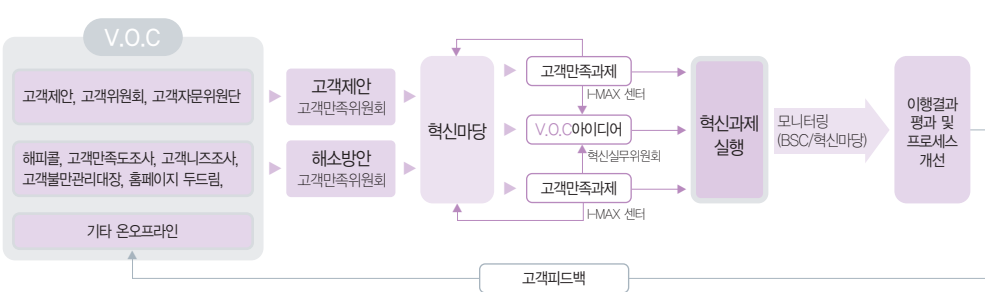 V.O.C
고객제안, 고객위원회, 고객자문위원단
해피콜, 고객만족도조사, 고객니즈조사,
고객불만관리대장, 홈페이지 두드림,
기타 온오프라인
고객제안
고객만족위원회
해소방안
고객만족위원회
혁신마당
고객만족과제
I-MAX 센터
V.O.C아이디어
혁신실무위원회
고객만족과제
I-MAX 센터
혁신과제
실행
모니터링
(BSC/혁신마당)
이행결과
평과 및
프로세스
개선
고객피드백